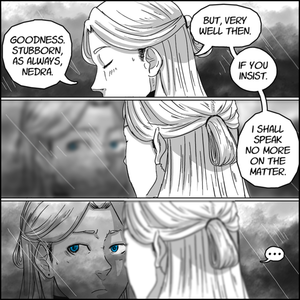 GOODNESS.
STUBBORN,
AS ALWAYS,
NEDRA.
BUT, VERY
WELL THEN.
IF YOU
INSIST.
I SHALL
SPEAK
NO MORE
ON THE
MATTER.
...